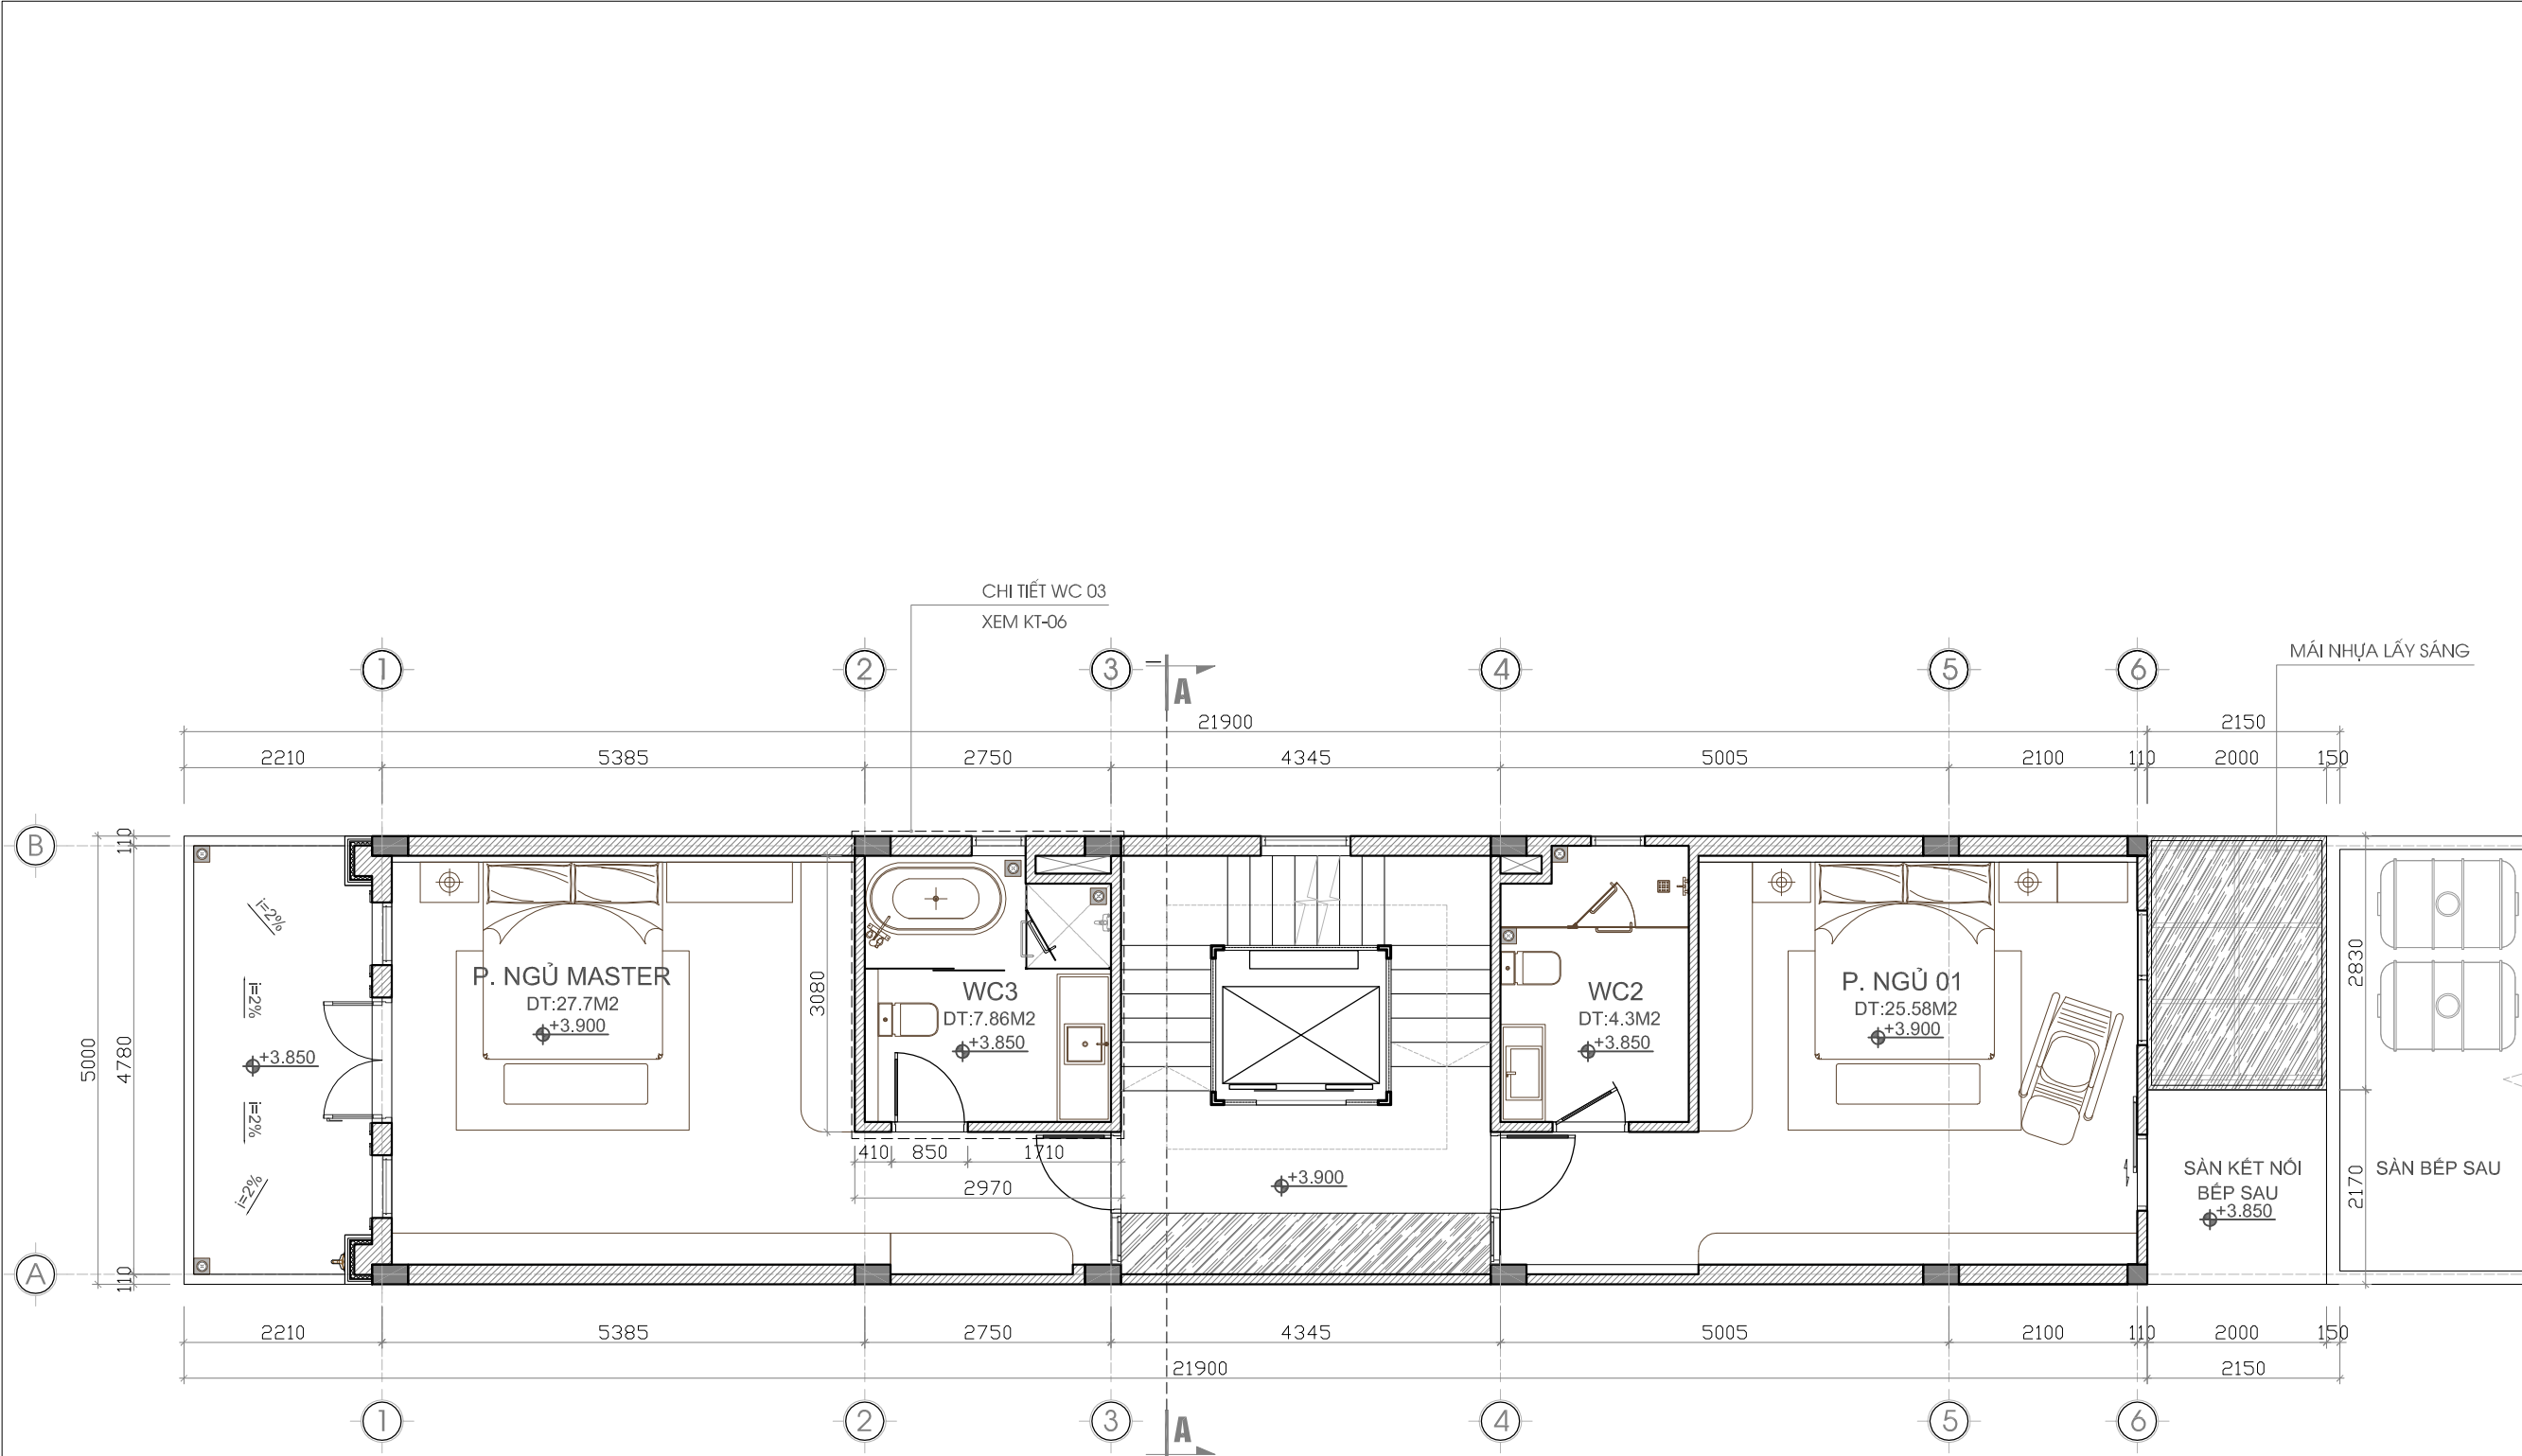 CHI TIẾT WC 03
XEM KT-06
MÁI NHỰA LẤY SÁNG
1
2
3
A
4
5
6
21900
2150
2210
5385
2750
4345
5005
2100
110
2000
150
B
110
5000
4780
110
A
i=2%
i=2%
+3.850
i=2%
i=2%
P. NGỦ MASTER
DT:27.7M2
+3.900
3080
WC3
DT:7.86M2
+3.850
410
850
1710
2970
+3.900
WC2
DT:4.3M2
+3.850
P. NGỦ 01
DT:25.58M2
+3.900
2830
2170
SÀN KẾT NỐI
BẾP SAU
+3.850
SÀN BẾP SAU
2210
5385
2750
4345
5005
2100
110
2000
150
21900
2150
1
2
3
A
4
5
6